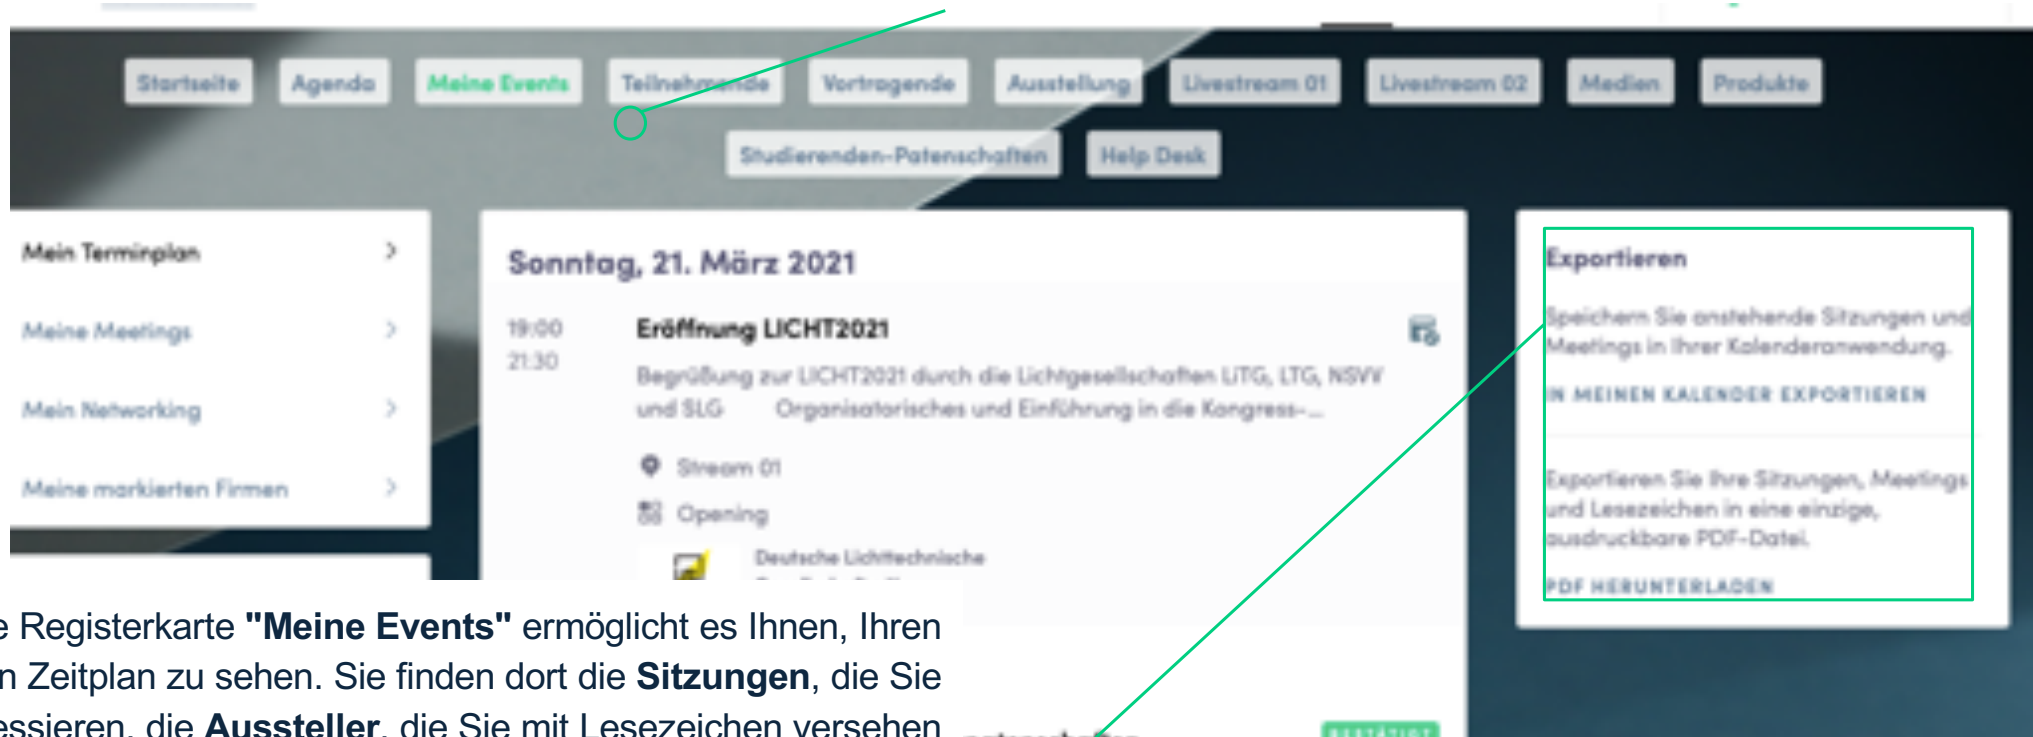 Startseite Agenda Meine Events Teilnehmende Vortragende Ausstellung Livestream 01 Livestream 02 Medien Produkte
Studierenden-Patenschaften Help Desk
Mein Terminplan
Meine Meetings
Mein Networking
Meine markierten Firmen
Sonntag, 21. März 2021
19:00
21:30
Eröffnung LICHT2021
Begrüßung zur LICHT2021 durch die Lichtgesellschaften LiTG, LTG, NSVV
und SLG Organisatorisches und Einführung in die Kongress-...
Stream 01
Opening
Deutsche Lichttechnische
Exportieren
Speichern Sie anstehende Sitzungen und
Meetings in Ihrer Kalenderanwendung.
IN MEINEN KALENDER EXPORTIEREN
Exportieren Sie Ihre Sitzungen, Meetings
und Lesezeichen in eine einzige,
ausdruckbare PDF-Datei.
PDF HERUNTERLADEN
e Registerkarte "Meine Events" ermöglicht es Ihnen, Ihren
n Zeitplan zu sehen. Sie finden dort die Sitzungen, die Sie
essieren, die Aussteller, die Sie mit Lesezeichen versehen
BESTÄTIGT